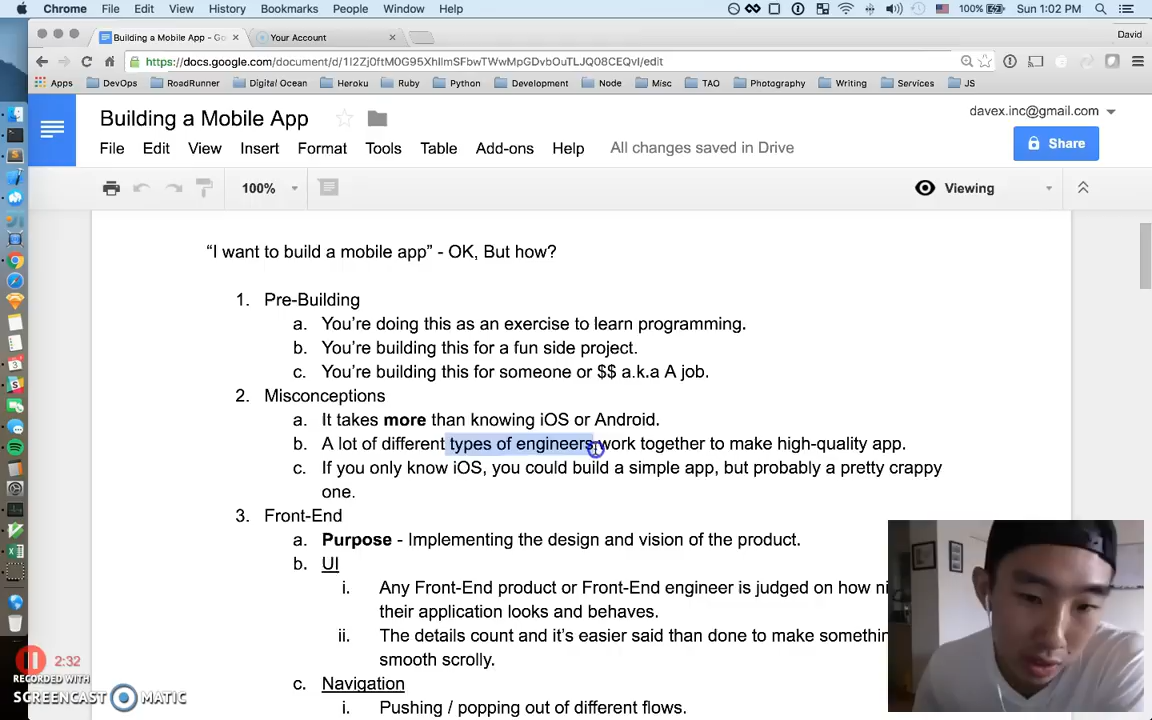 Chrome File Edit View History Bookmarks People Window Help 100% Sun 1:02 PM
Building a Mobile App - Go Your Account David
https://docs.google.com/document/d/1I2Zj0ftM0G95XhIlmSFbwTWwMpGDvbOuTLJQ08CEQvI/edit
Apps DevOps RoadRunner Digital Ocean Heroku Ruby Python Development Node Misc TAO Photography Writing Services JS
Building a Mobile App davex.inc@gmail.com
File Edit View Insert Format Tools Table Add-ons Help All changes saved in Drive Share
100% Viewing
“I want to build a mobile app” - OK, But how?
1. Pre-Building
a. You’re doing this as an exercise to learn programming.
b. You’re building this for a fun side project.
c. You’re building this for someone or $$ a.k.a A job.
2. Misconceptions
a. It takes more than knowing iOS or Android.
b. A lot of different types of engineers work together to make high-quality app.
c. If you only know iOS, you could build a simple app, but probably a pretty crappy
one.
3. Front-End
a. Purpose - Implementing the design and vision of the product.
b. UI
i. Any Front-End product or Front-End engineer is judged on how ni
their application looks and behaves.
ii. The details count and it’s easier said than done to make somethin
smooth scrolly.
c. Navigation
i. Pushing / popping out of different flows.
2:32
RECORDED WITH
SCREENCAST MATIC